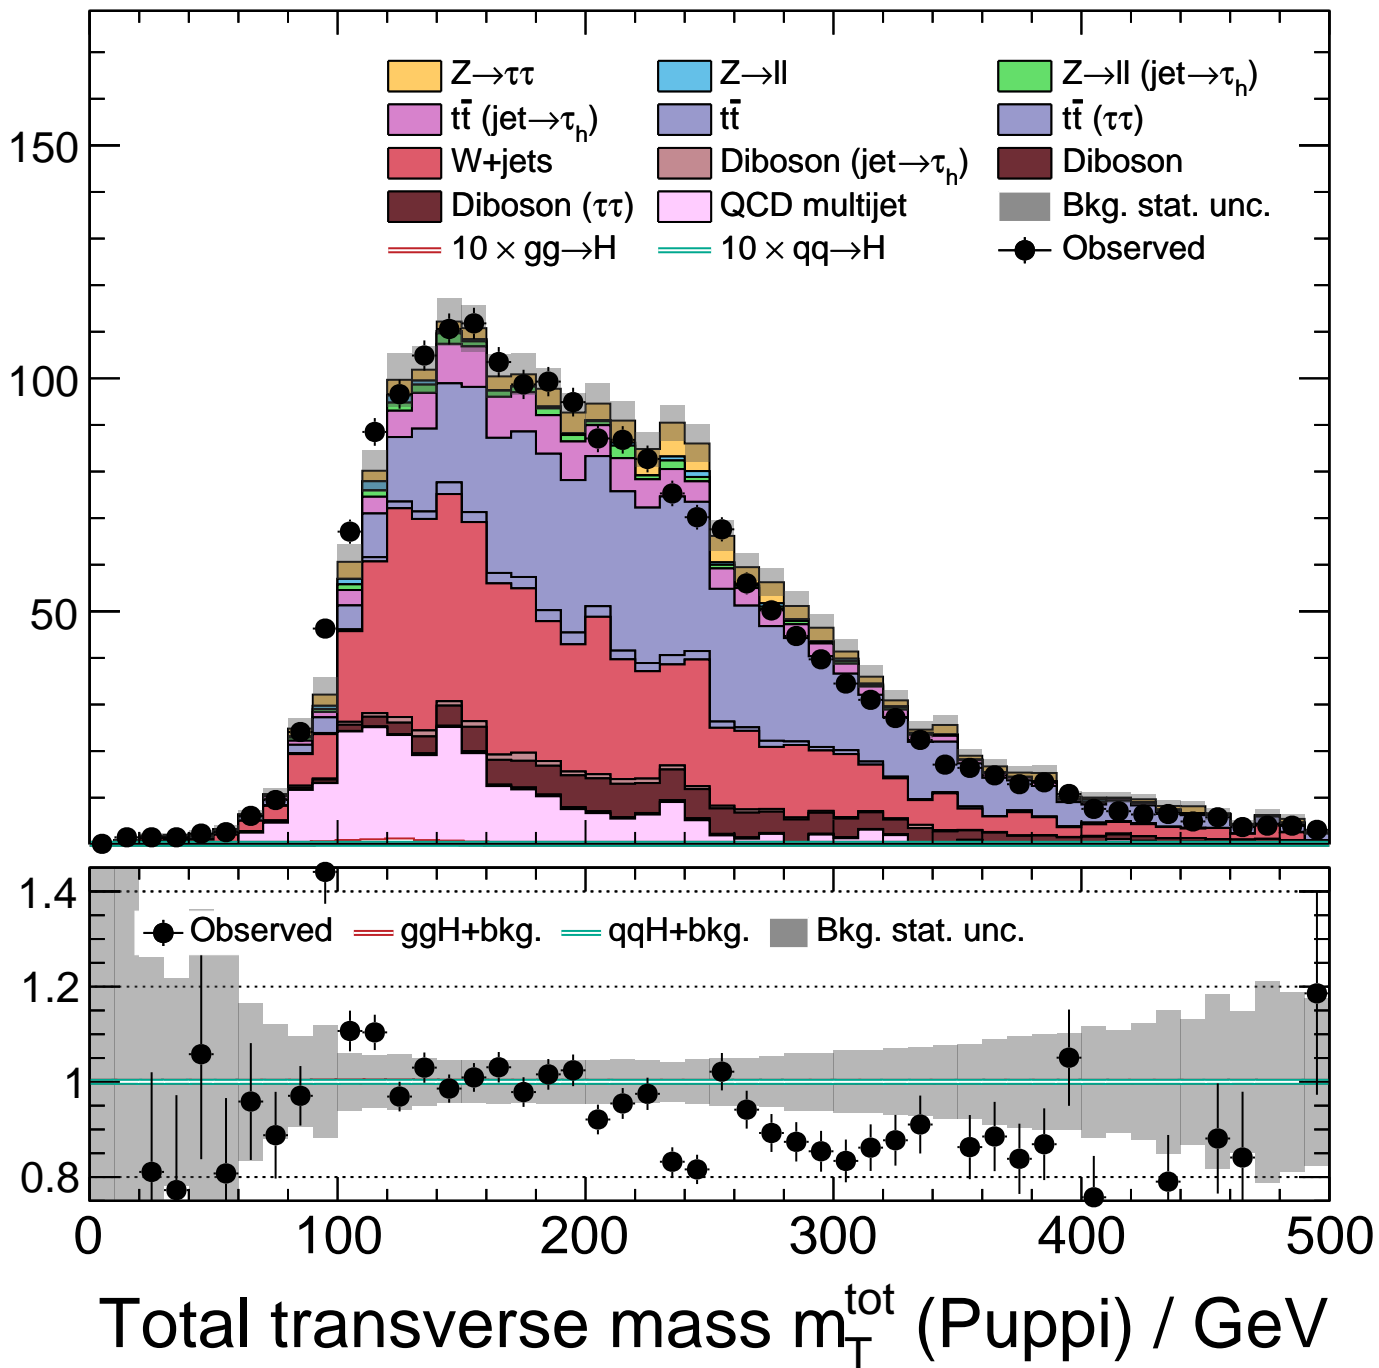 Z→ττ Z→ll Z→ll (jet→τh)
tt̄ (jet→τh) tt̄ tt̄ (ττ)
W+jets Diboson (jet→τh) Diboson
Diboson (ττ) QCD multijet Bkg. stat. unc.
10 × gg→H 10 × qq→H Observed
150
100
50
1.4
Observed ggH+bkg. qqH+bkg. Bkg. stat. unc.
1.2
1
0.8
0 100 200 300 400 500
Total transverse mass m_T^tot (Puppi) / GeV